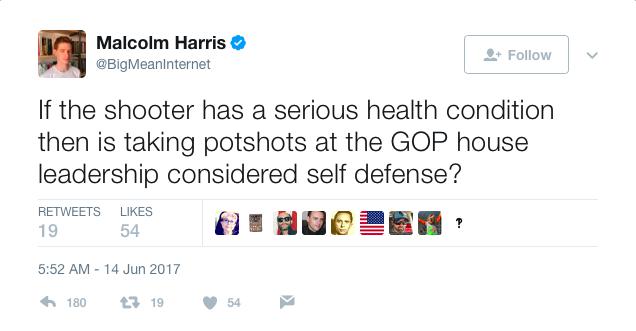 Malcolm Harris
@BigMeanInternet
Follow
If the shooter has a serious health condition
then is taking potshots at the GOP house
leadership considered self defense?
RETWEETS LIKES
19 54
5:52 AM - 14 Jun 2017
180 19 54